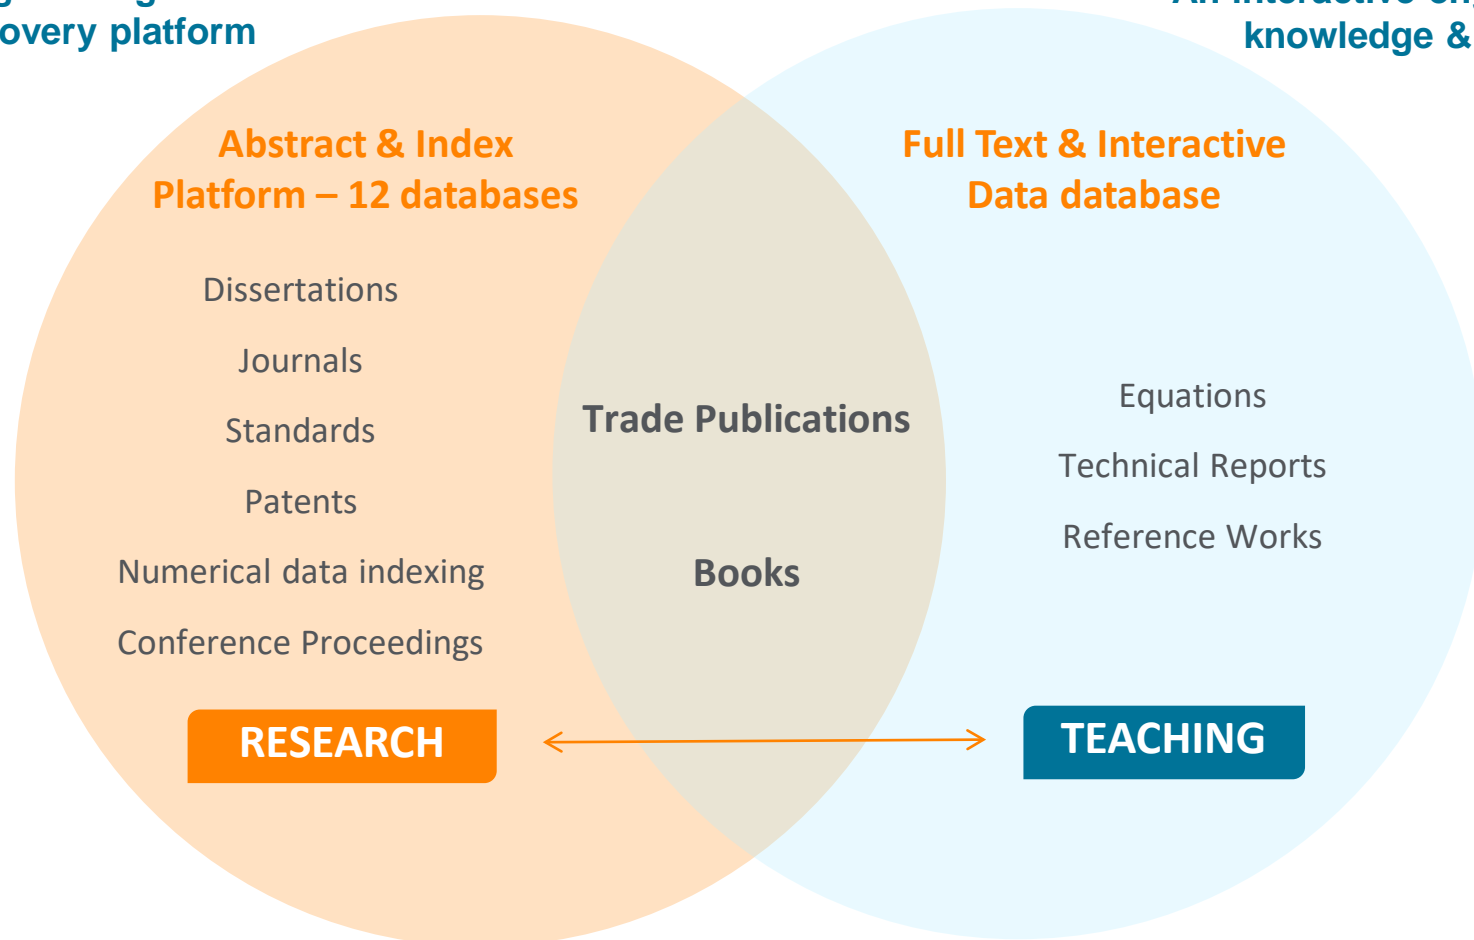 overy platform
knowledge &
Abstract & Index
Platform – 12 databases
Dissertations
Journals
Standards
Patents
Numerical data indexing
Conference Proceedings
RESEARCH
Trade Publications
Books
Full Text & Interactive
Data database
Equations
Technical Reports
Reference Works
TEACHING